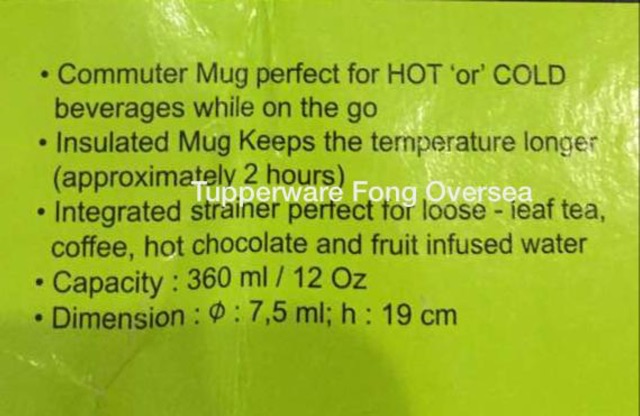 • Commuter Mug perfect for HOT 'or' COLD
beverages while on the go
• Insulated Mug Keeps the temperature longer
(approximately 2 hours)
Tupperware Fong Oversea
• Integrated strainer perfect for loose - leaf tea,
coffee, hot chocolate and fruit infused water
• Capacity : 360 ml / 12 Oz
• Dimension : Φ : 7,5 ml; h : 19 cm